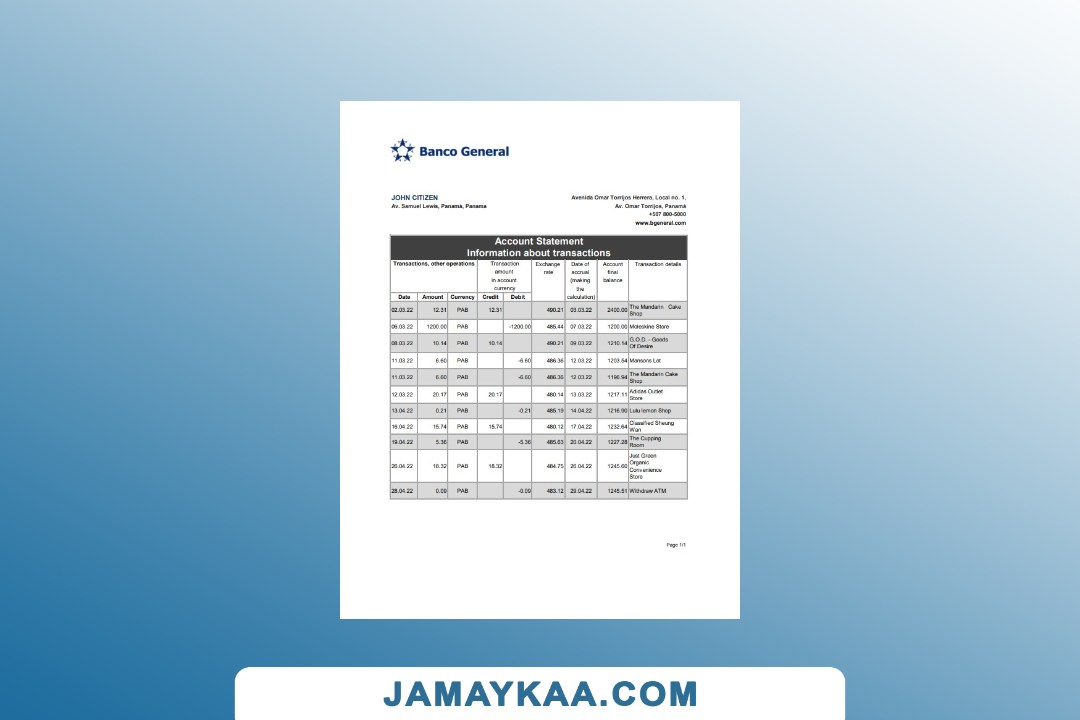 Banco General
JOHN CITIZEN
Av. Samuel Lewis, Panamá, Panama
Avenida Omar Torrijos Herrera, Local no. 1,
Av. Omar Torrijos, Panamá
+507 800-5000
www.bgeneral.com
Account Statement
Information about transactions
Transactions, other operations Transaction amount in account currency Exchange rate Date of accrual (making the calculation) Account final balance Transaction details
Date Amount Currency Credit Debit
02.03.22 12.31 PAB 12.31 490.21 03.03.22 2400.00 The Mandarin Cake Shop
06.03.22 1200.00 PAB -1200.00 485.44 07.03.22 1200.00 Moleskine Store
08.03.22 10.14 PAB 10.14 490.21 09.03.22 1210.14 G.O.D. - Goods Of Desire
11.03.22 6.60 PAB -6.60 486.36 12.03.22 1203.54 Mansons Lot
11.03.22 6.60 PAB -6.60 486.36 12.03.22 1196.94 The Mandarin Cake Shop
12.03.22 20.17 PAB 20.17 480.14 13.03.22 1217.11 Adidas Outlet Store
13.04.22 0.21 PAB -0.21 485.19 14.04.22 1216.90 Lulu lemon Shop
16.04.22 15.74 PAB 15.74 480.12 17.04.22 1232.64 Classified Sheung Wan
19.04.22 5.36 PAB -5.36 20.04.22 1227.28 The Cupping Room
25.04.22 18.32 PAB 18.32 484.75 26.04.22 1245.60 Just Green Organic Convenience Store
28.04.22 0.09 PAB -0.09 483.12 29.04.22 1245.51 Withdraw ATM
Page 1/1
JAMAYKAA.COM